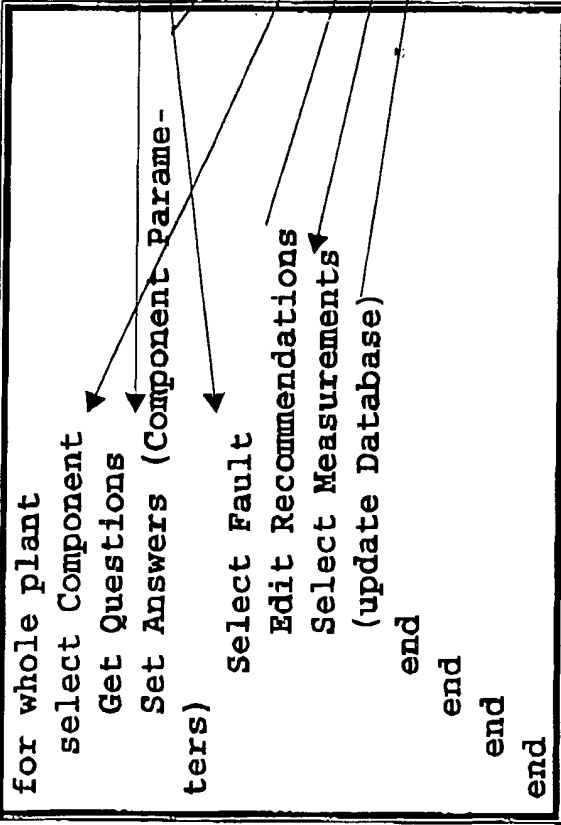 for whole plant
select Component
Get Questions
Set Answers (Component Parame-
ters)
Select Fault
Edit Recommendations
Select Measurements
(update Database)
end
end
end
end